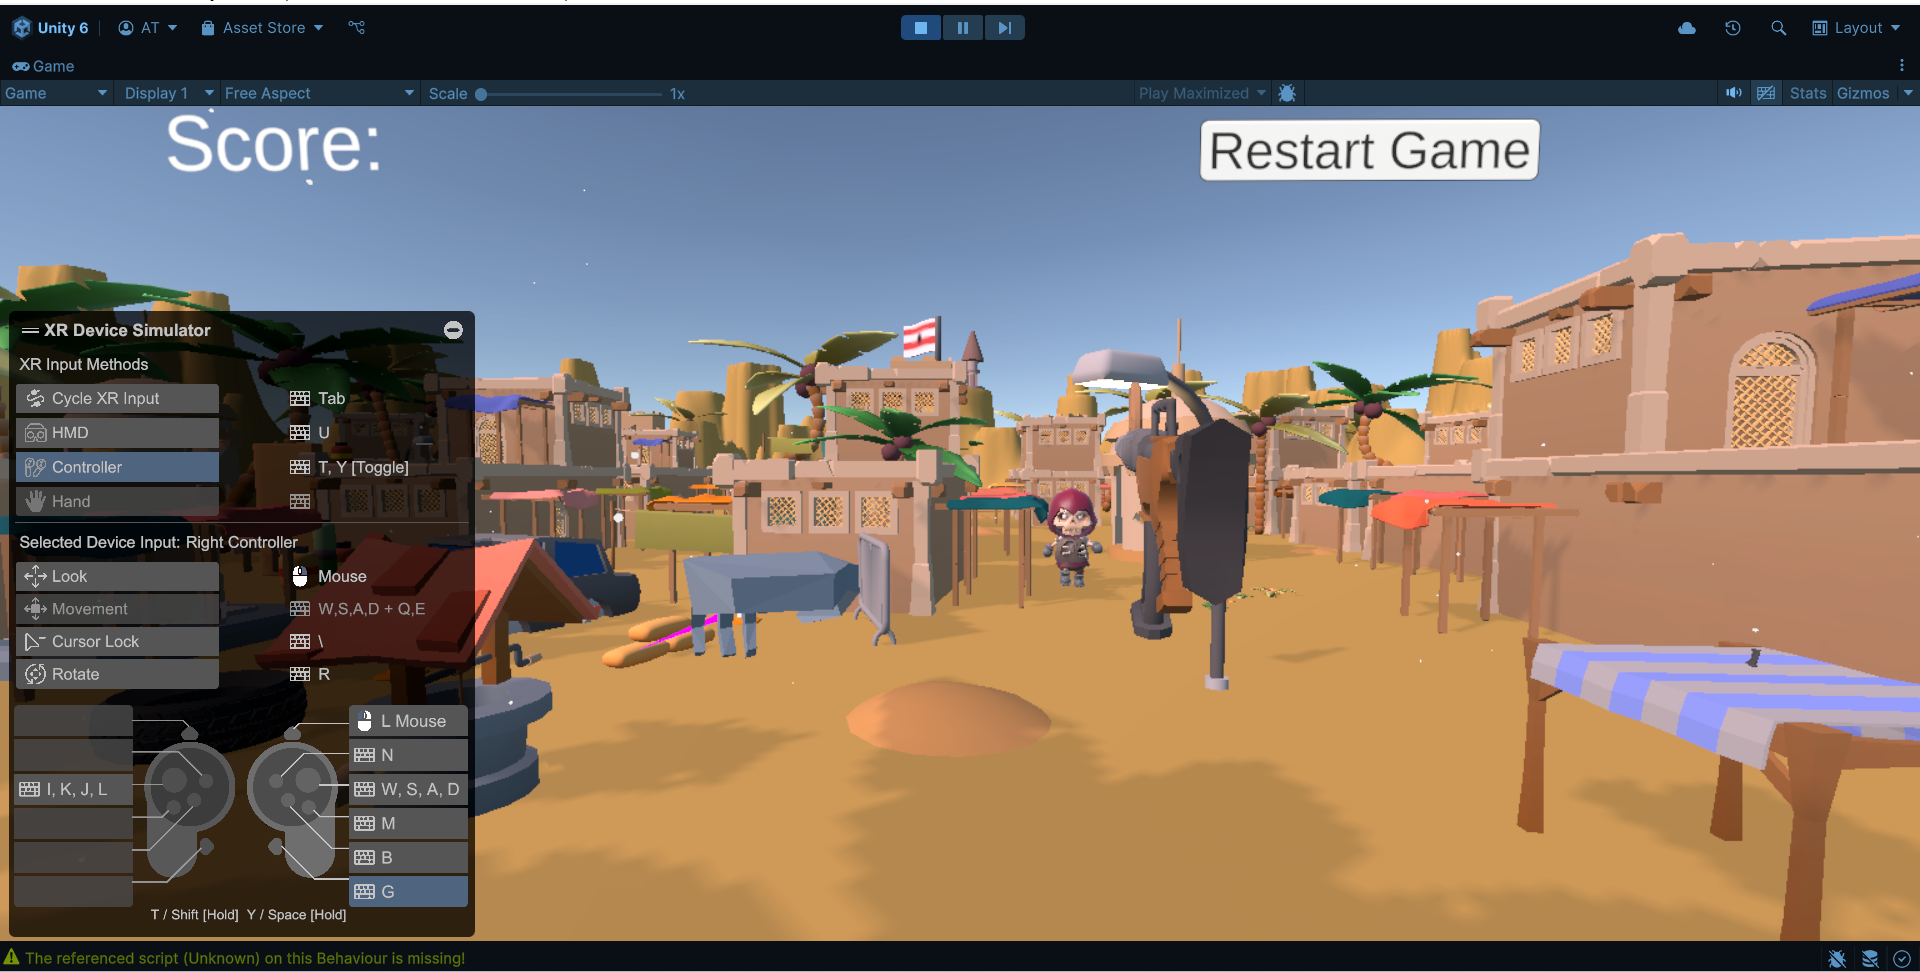 Unity 6 AT Asset Store Layout
Game
Game Display 1 Free Aspect Scale 1x Play Maximized Stats Gizmos
Score:
Restart Game
XR Device Simulator
XR Input Methods
Cycle XR Input Tab
HMD U
Controller T, Y [Toggle]
Hand
Selected Device Input: Right Controller
Look Mouse
Movement W,S,A,D + Q,E
Cursor Lock \
Rotate R
L Mouse
N
I, K, J, L W, S, A, D
M
B
G
T / Shift [Hold] Y / Space [Hold]
The referenced script (Unknown) on this Behaviour is missing!